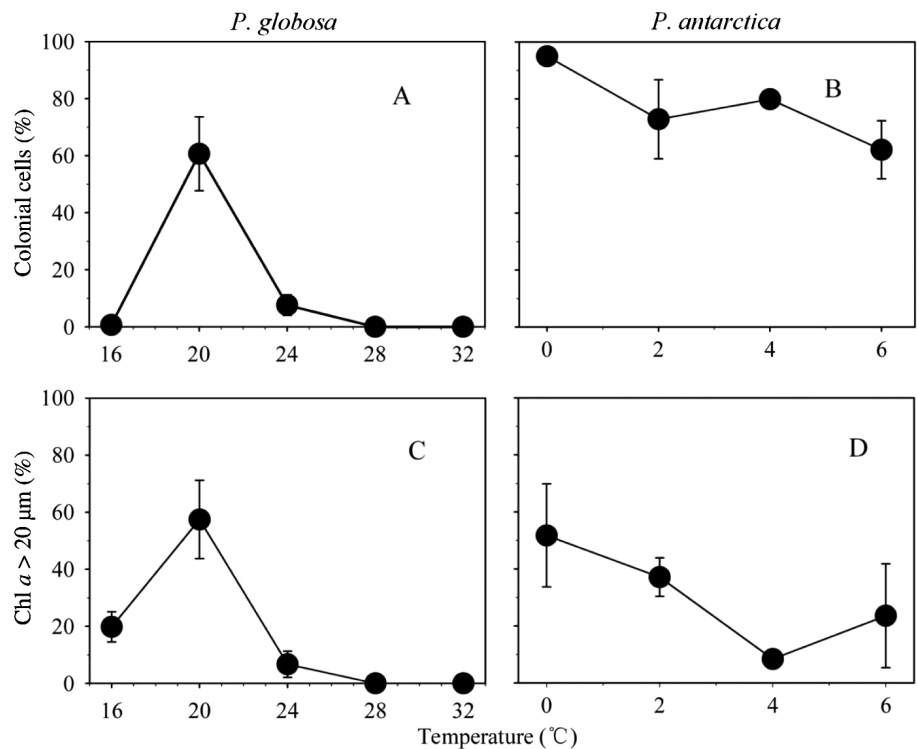 P. globosa P. antarctica
Colonial cells (%)
100
80
60
40
20
0
A
16 20 24 28 32
B
0 2 4 6
Chl a > 20 μm (%)
100
80
60
40
20
0
C
16 20 24 28 32
D
0 2 4 6
Temperature (℃)